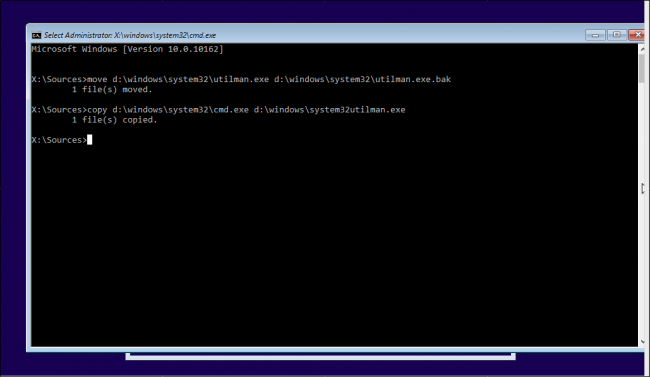 Select Administrator: X:\windows\system32\cmd.exe
Microsoft Windows [Version 10.0.10162]
X:\Sources>move d:\windows\system32\utilman.exe d:\windows\system32\utilman.exe.bak
1 file(s) moved.
X:\Sources>copy d:\windows\system32\cmd.exe d:\windows\system32utilman.exe
1 file(s) copied.
X:\Sources>